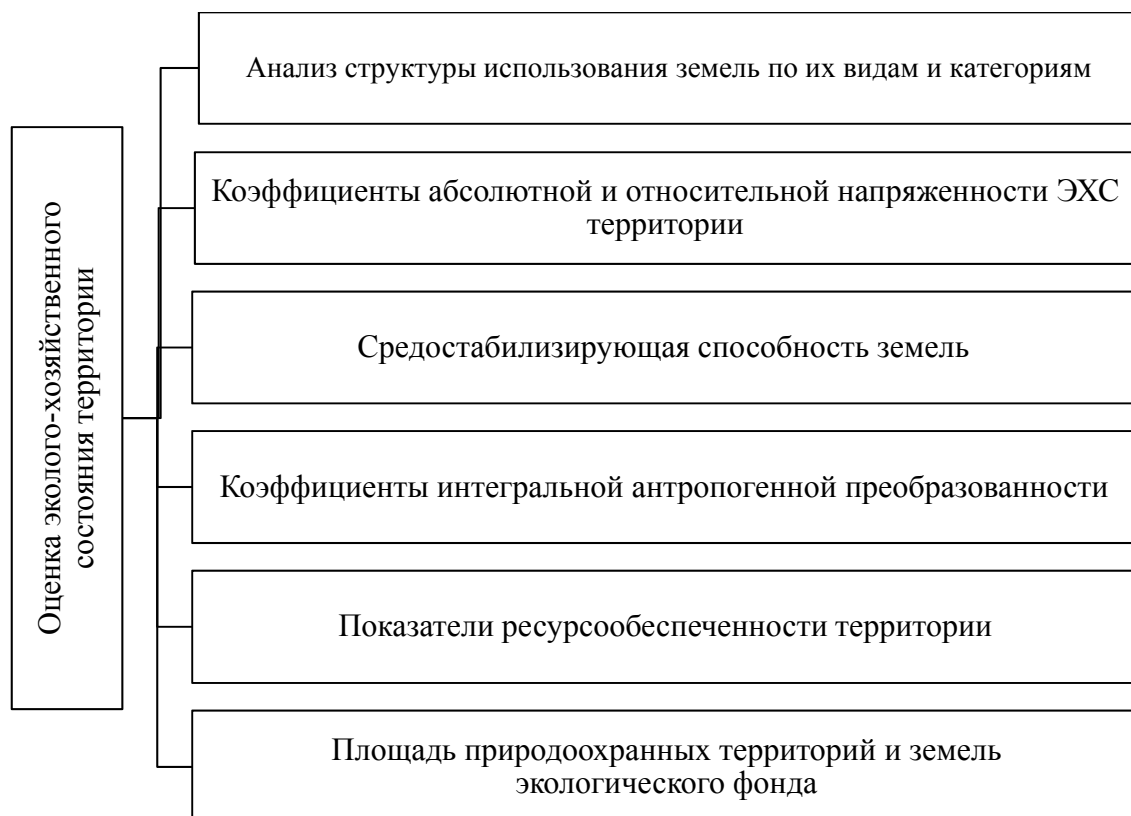 Оценка эколого-хозяйственного
состояния территории
Анализ структуры использования земель по их видам и категориям
Коэффициенты абсолютной и относительной напряженности ЭХС
территории
Средостабилизирующая способность земель
Коэффициенты интегральной антропогенной преобразованности
Показатели ресурсообеспеченности территории
Площадь природоохранных территорий и земель
экологического фонда